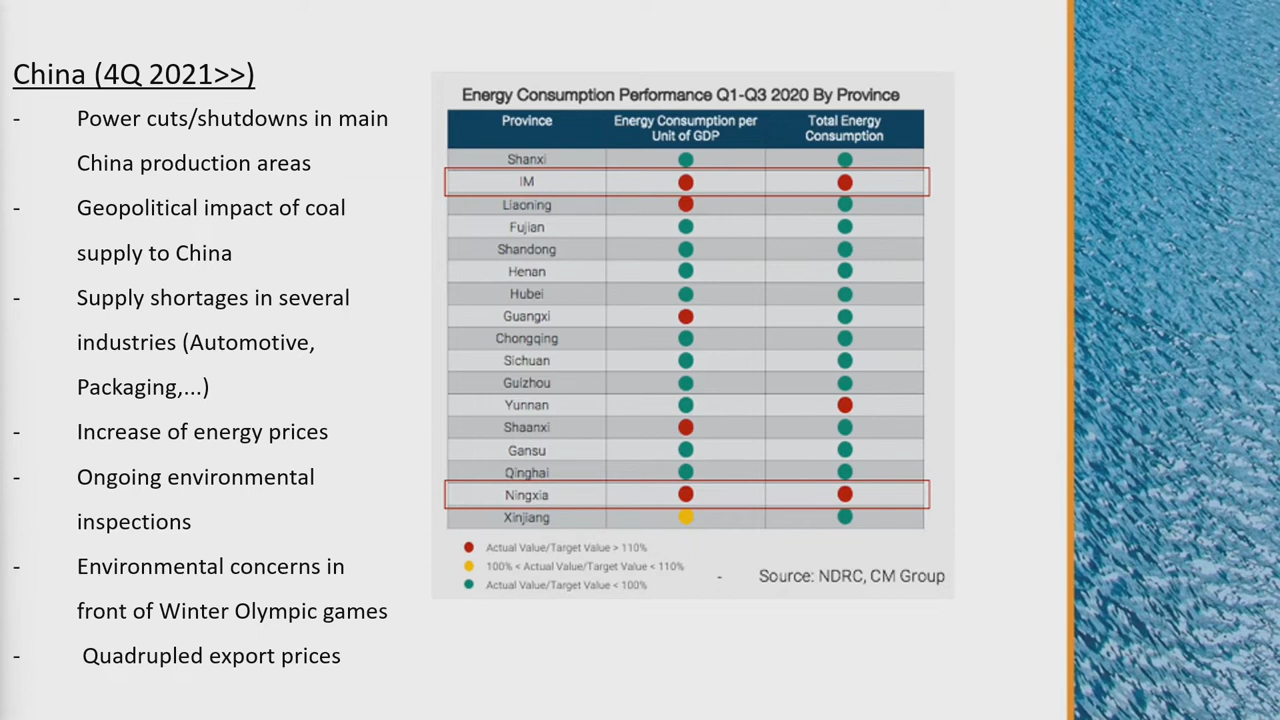 China (4Q 2021>>)
- Power cuts/shutdowns in main
China production areas
- Geopolitical impact of coal
supply to China
- Supply shortages in several
industries (Automotive,
Packaging,...)
- Increase of energy prices
- Ongoing environmental
inspections
- Environmental concerns in
front of Winter Olympic games
- Quadrupled export prices
Energy Consumption Performance Q1-Q3 2020 By Province
Province Energy Consumption per Unit of GDP Total Energy Consumption
Shanxi
IM
Liaoning
Fujian
Shandong
Henan
Hubei
Guangxi
Chongqing
Sichuan
Guizhou
Yunnan
Shaanxi
Gansu
Qinghai
Ningxia
Xinjiang
Actual Value/Target Value > 110%
100% < Actual Value/Target Value < 110%
Actual Value/Target Value < 100%
- Source: NDRC, CM Group